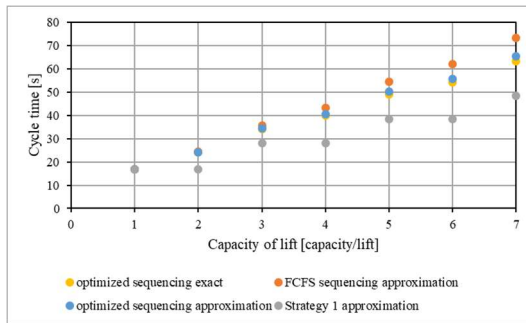 80
70
60
50
40
30
20
10
0
Cycle time [s]
0 1 2 3 4 5 6 7
Capacity of lift [capacity/lift]
optimized sequencing exact FCFS sequencing approximation
optimized sequencing approximation Strategy 1 approximation